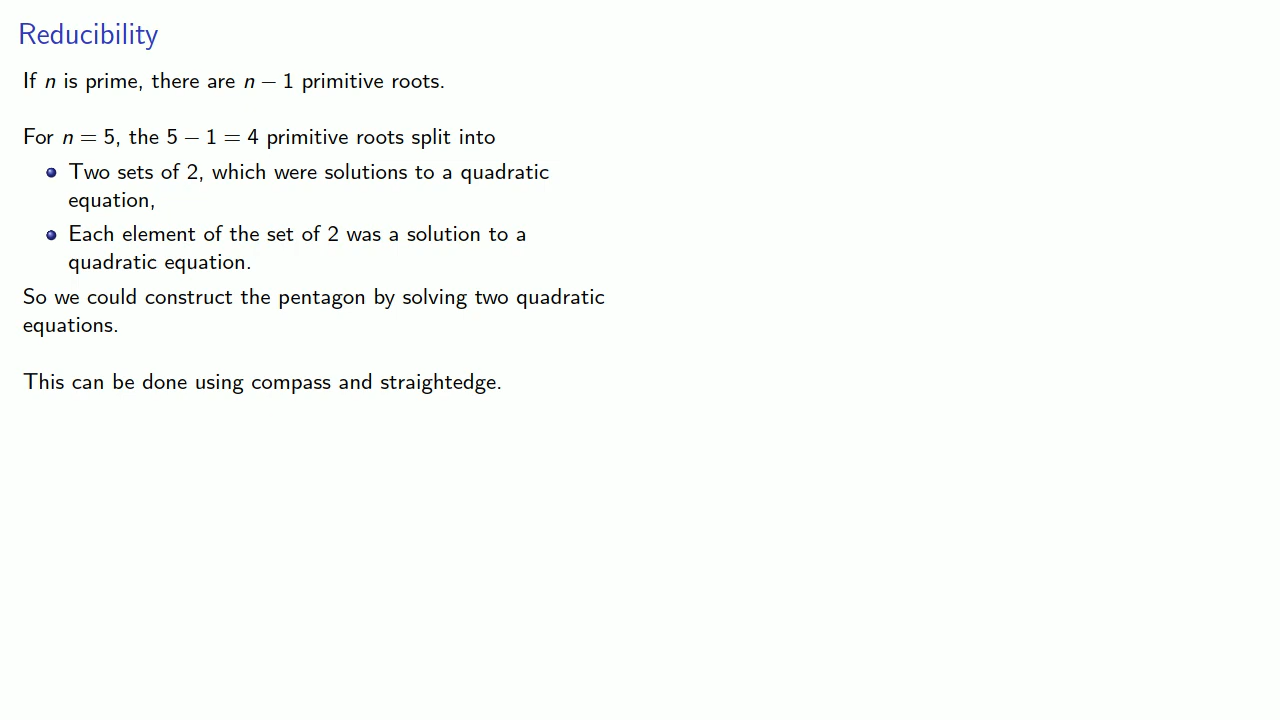 Reducibility
If n is prime, there are n − 1 primitive roots.
For n = 5, the 5 − 1 = 4 primitive roots split into
Two sets of 2, which were solutions to a quadratic
equation,
Each element of the set of 2 was a solution to a
quadratic equation.
So we could construct the pentagon by solving two quadratic
equations.
This can be done using compass and straightedge.